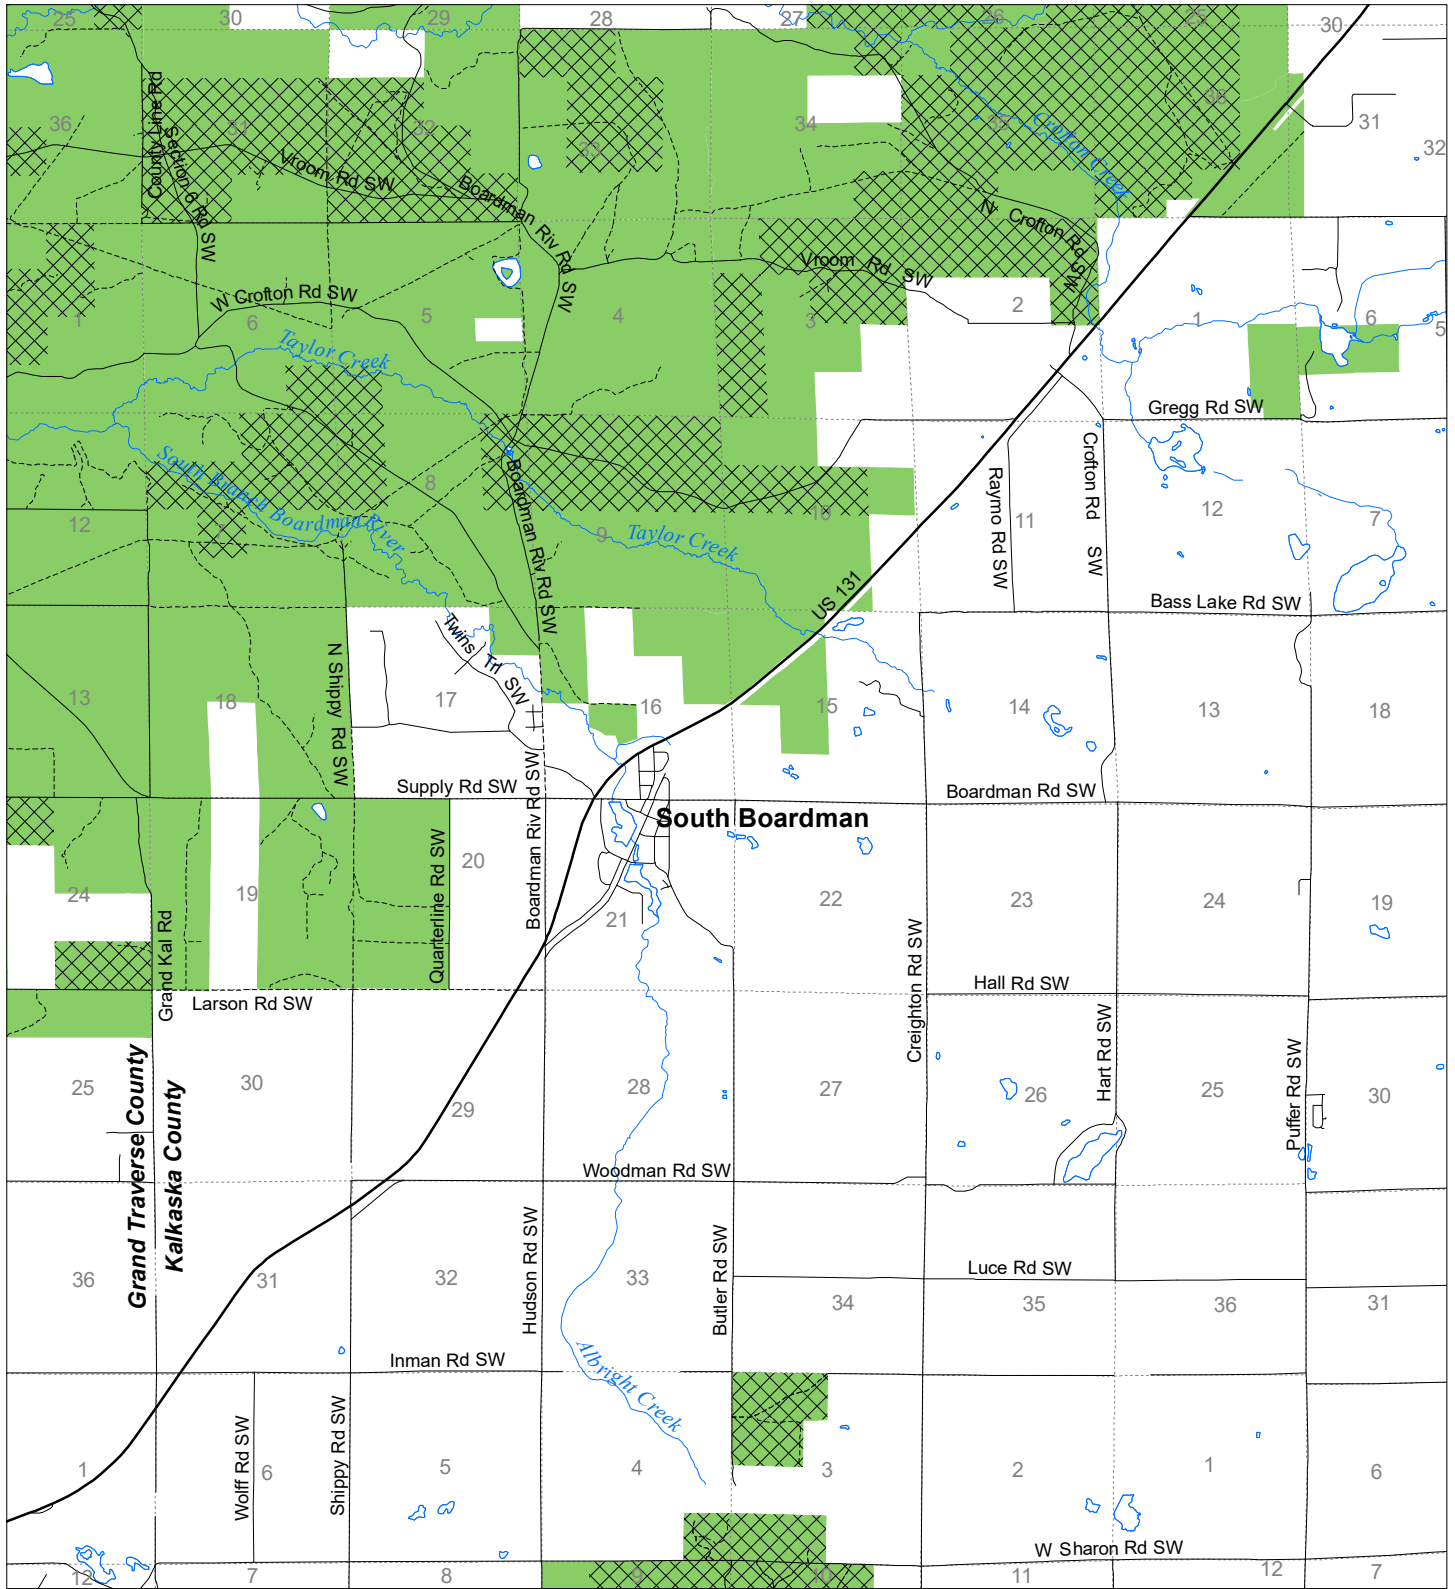 25
30
29
28
27
26
25
30
36
County Line Rd
Section 6 Rd SW
31
32
Vroom Rd SW
33
34
35
36
Crofton Creek
31
32
Boardman Riv Rd SW
N Crofton Rd SW
Vroom Rd SW
W Crofton Rd SW
1
6
5
4
3
2
1
6
5
Taylor Creek
Gregg Rd SW
South Branch Boardman River
Boardman Riv Rd SW
12
7
8
9
10
Taylor Creek
Raymo Rd SW
11
Crofton Rd SW
12
7
US 131
Bass Lake Rd SW
Twins Trl SW
N Shippy Rd SW
13
18
17
16
15
14
13
18
Supply Rd SW
Boardman Riv Rd SW
Boardman Rd SW
South Boardman
Quarterline Rd SW
24
19
20
21
22
23
24
19
Grand Kal Rd
Larson Rd SW
Creighton Rd SW
Hall Rd SW
Hart Rd SW
Puffer Rd SW
Grand Traverse County
Kalkaska County
25
30
29
28
27
26
25
30
Woodman Rd SW
Hudson Rd SW
Butler Rd SW
Luce Rd SW
36
31
32
33
34
35
36
31
Inman Rd SW
Albright Creek
Wolff Rd SW
Shippy Rd SW
1
6
5
4
3
2
1
6
W Sharon Rd SW
12
7
8
9
10
11
12
7